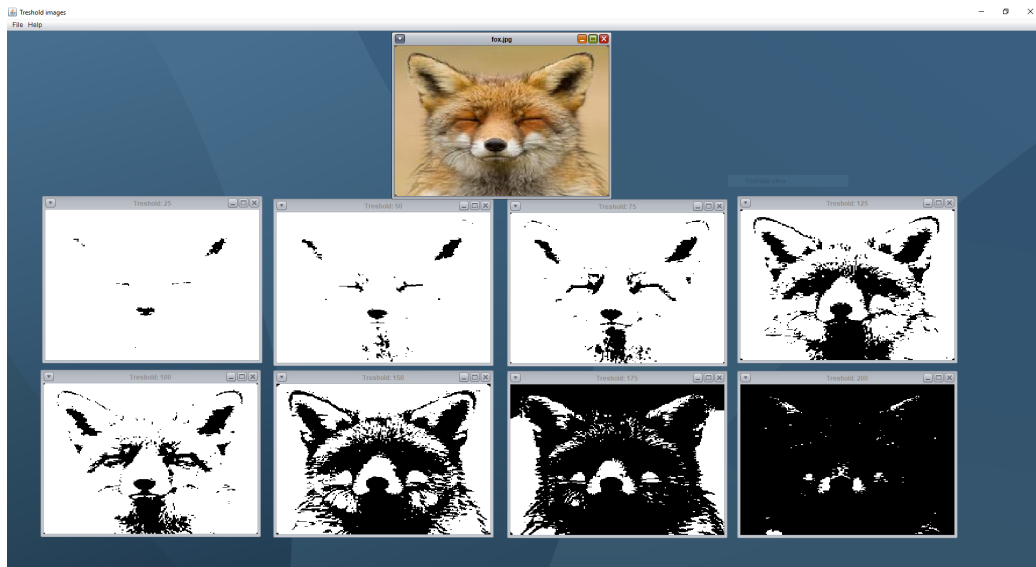 Treshold images
File Help
fox.jpg
Treshold: 25
Treshold: 50
Treshold: 75
Treshold: 125
Treshold: 100
Treshold: 150
Treshold: 175
Treshold: 200